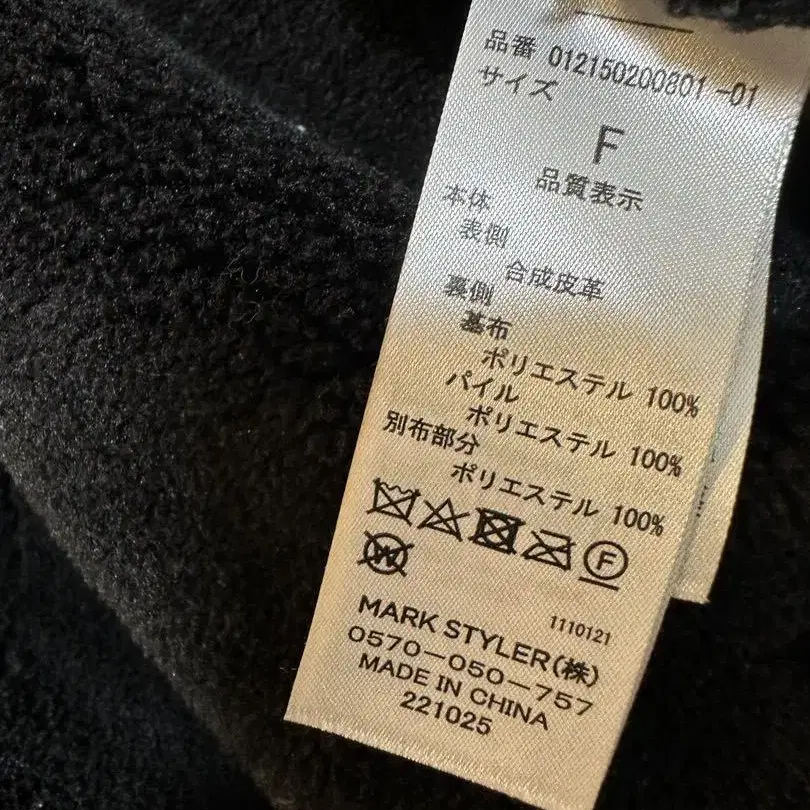 品番 012150200801-01
サイズ
F
品質表示
本体
表側
合成皮革
裏側
基布
ポリエステル 100%
パイル
ポリエステル 100%
別布部分
ポリエステル 100%
F
W
1110121
MARK STYLER(株)
0570-050-757
MADE IN CHINA
221025